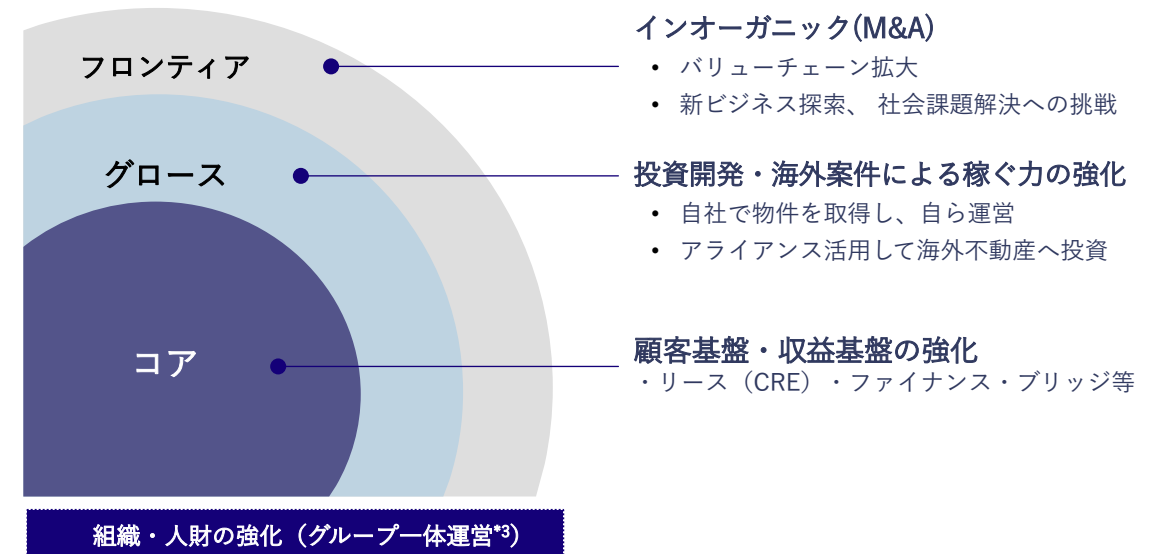 フロンティア
インオーガニック(M&A)
• バリューチェーン拡大
• 新ビジネス探索、 社会課題解決への挑戦
グロース
投資開発・海外案件による稼ぐ力の強化
• 自社で物件を取得し、自ら運営
• アライアンス活用して海外不動産へ投資
コア
顧客基盤・収益基盤の強化
・リース（CRE）・ファイナンス・ブリッジ等
組織・人財の強化（グループ一体運営*3）